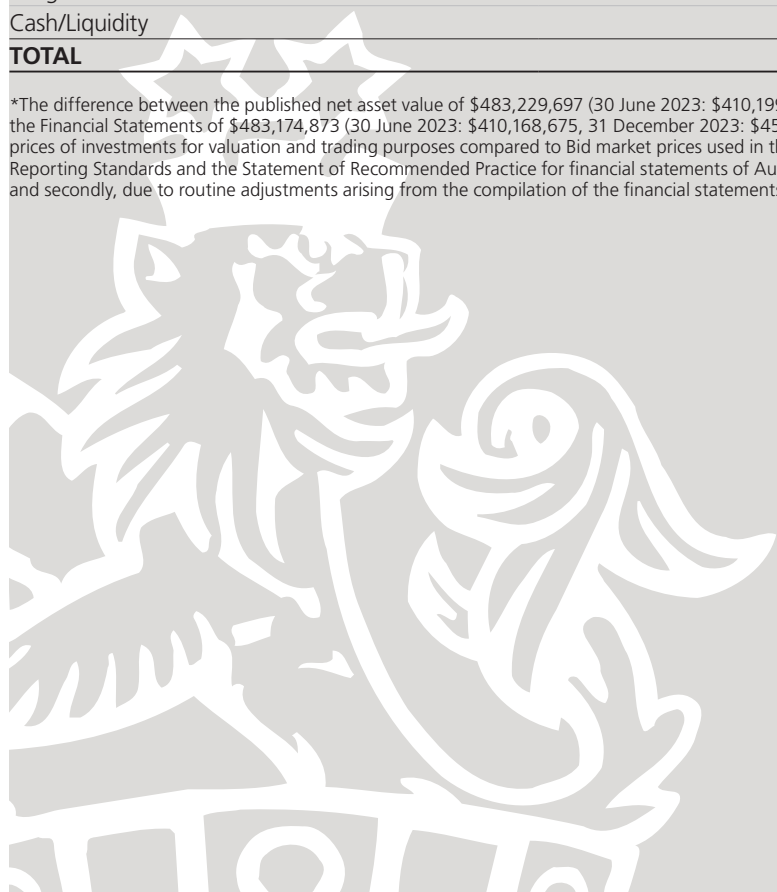 Cash/Liquidity
TOTAL
*The difference between the published net asset value of $483,229,697 (30 June 2023: $410,199
the Financial Statements of $483,174,873 (30 June 2023: $410,168,675, 31 December 2023: $45
prices of investments for valuation and trading purposes compared to Bid market prices used in th
Reporting Standards and the Statement of Recommended Practice for financial statements of Au
and secondly, due to routine adjustments arising from the compilation of the financial statements